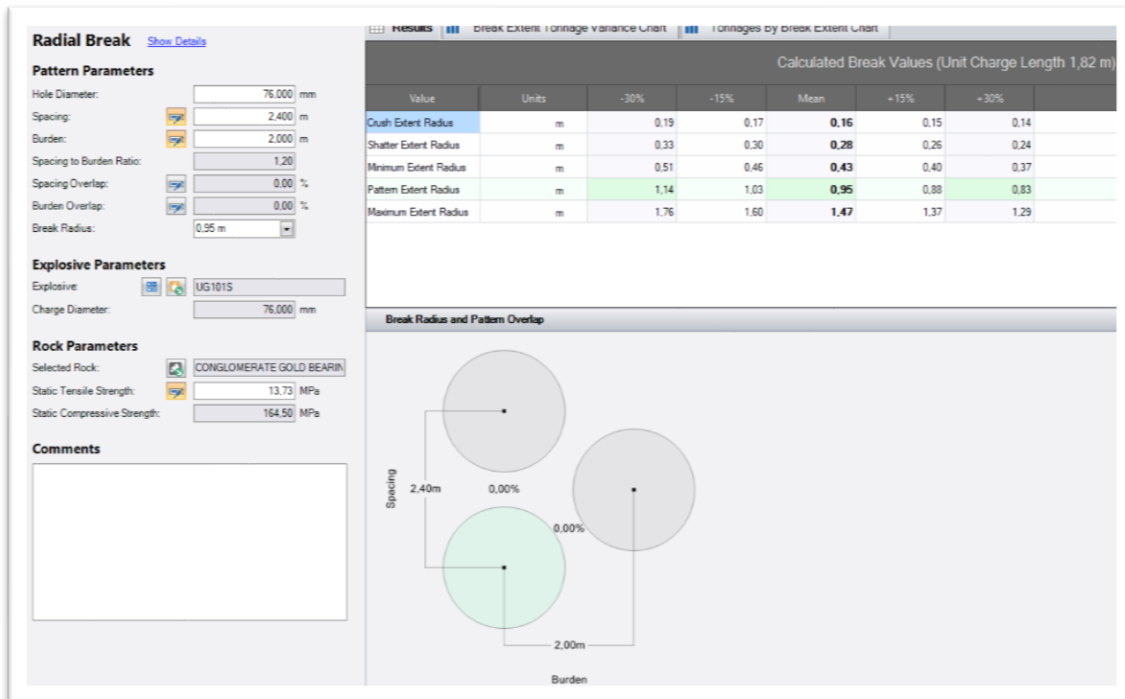 Radial Break Show Details
Pattern Parameters
Hole Diameter: 76,000 mm
Spacing: 2,400 m
Burden: 2,000 m
Spacing to Burden Ratio: 1,20
Spacing Overlap: 0,00 %
Burden Overlap: 0,00 %
Break Radius: 0,95 m
Explosive Parameters
Explosive: UG101S
Charge Diameter: 76,000 mm
Rock Parameters
Selected Rock: CONGLOMERATE GOLD BEARIN
Static Tensile Strength: 13,73 MPa
Static Compressive Strength: 164,50 MPa
Comments
Results Break Extent Tonnage Variance Chart Tonnages By Break Extent Chart
Calculated Break Values (Unit Charge Length 1,82 m)
Value Units -30% -15% Mean +15% +30%
Crush Extent Radius m 0,19 0,17 0,16 0,15 0,14
Shatter Extent Radius m 0,33 0,30 0,28 0,26 0,24
Minimum Extent Radius m 0,51 0,46 0,43 0,40 0,37
Pattern Extent Radius m 1,14 1,03 0,95 0,88 0,83
Maximum Extent Radius m 1,76 1,60 1,47 1,37 1,29
Break Radius and Pattern Overlap
Spacing
2,40m
0,00%
0,00%
2,00m
Burden